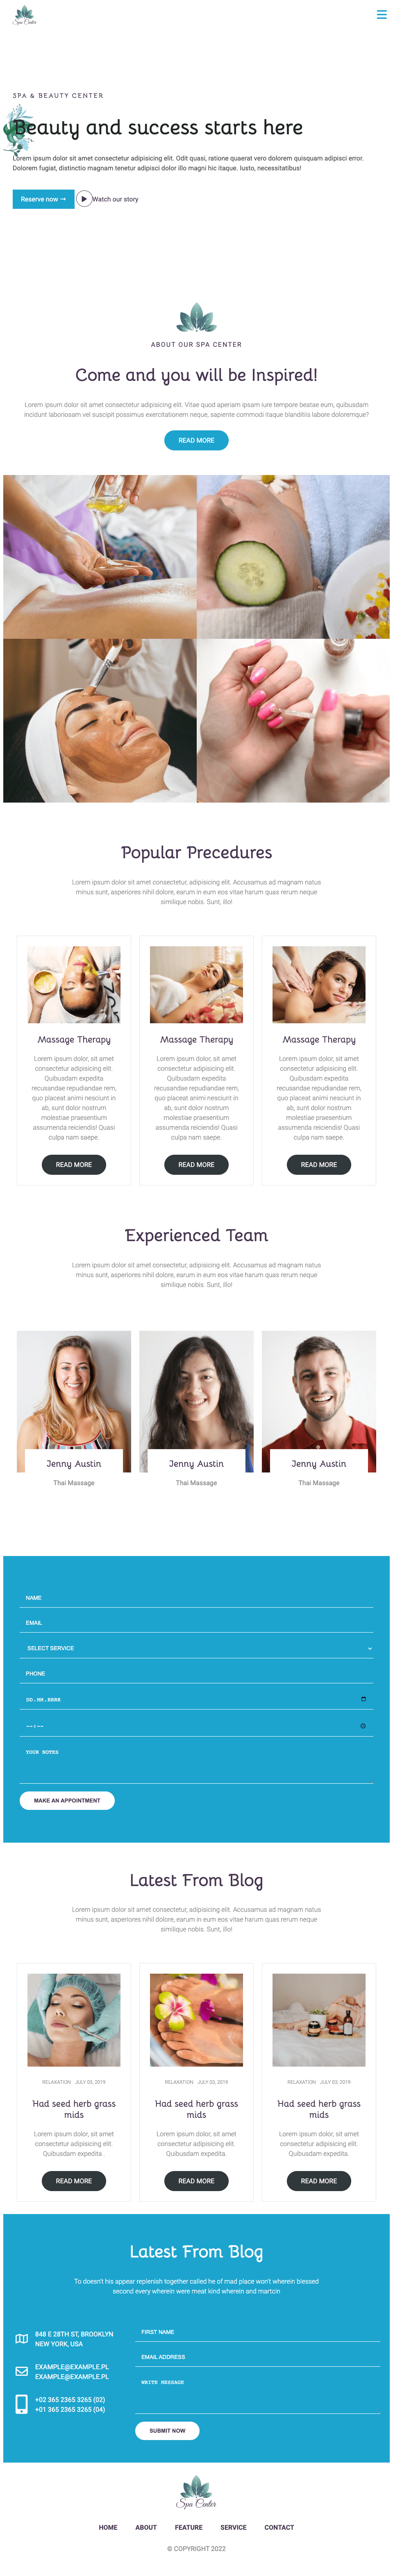 Spa Center
SPA & BEAUTY CENTER
Beauty and success starts here
Lorem ipsum dolor sit amet consectetur adipisicing elit. Odit quasi, ratione quaerat vero dolorem quisquam adipisci error.
Dolorem fugiat, distinctio magnam tenetur adipisci dolor illo magni hic itaque. Iusto, necessitatibus!
Reserve now →
Watch our story
ABOUT OUR SPA CENTER
Come and you will be Inspired!
Lorem ipsum dolor sit amet consectetur adipisicing elit. Vitae quod aperiam ipsam iure tempore beatae eum, quibusdam
incidunt laboriosam vel suscipit possimus exercitationem neque, sapiente commodi itaque blanditiis labore doloremque?
READ MORE
Popular Precedures
Lorem ipsum dolor sit amet consectetur, adipisicing elit. Accusamus ad magnam natus
minus sunt, asperiores nihil dolore, earum in eum eos vitae harum quas rerum neque
similique nobis. Sunt, illo!
Massage Therapy
Lorem ipsum dolor, sit amet
consectetur adipisicing elit.
Quibusdam expedita
recusandae repudiandae rem,
quo placeat animi nesciunt in
ab, sunt dolor nostrum
molestiae praesentium
assumenda reiciendis! Quasi
culpa nam saepe.
READ MORE
Massage Therapy
Lorem ipsum dolor, sit amet
consectetur adipisicing elit.
Quibusdam expedita
recusandae repudiandae rem,
quo placeat animi nesciunt in
ab, sunt dolor nostrum
molestiae praesentium
assumenda reiciendis! Quasi
culpa nam saepe.
READ MORE
Massage Therapy
Lorem ipsum dolor, sit amet
consectetur adipisicing elit.
Quibusdam expedita
recusandae repudiandae rem,
quo placeat animi nesciunt in
ab, sunt dolor nostrum
molestiae praesentium
assumenda reiciendis! Quasi
culpa nam saepe.
READ MORE
Experienced Team
Lorem ipsum dolor sit amet consectetur, adipisicing elit. Accusamus ad magnam natus
minus sunt, asperiores nihil dolore, earum in eum eos vitae harum quas rerum neque
similique nobis. Sunt, illo!
Jenny Austin
Thai Massage
Jenny Austin
Thai Massage
Jenny Austin
Thai Massage
NAME
EMAIL
SELECT SERVICE
PHONE
DD.MM.RRRR
--:--
YOUR NOTES
MAKE AN APPOINTMENT
Latest From Blog
Lorem ipsum dolor sit amet consectetur, adipisicing elit. Accusamus ad magnam natus
minus sunt, asperiores nihil dolore, earum in eum eos vitae harum quas rerum neque
similique nobis. Sunt, illo!
RELAXATION JULY 03, 2019
Had seed herb grass
mids
Lorem ipsum dolor, sit amet
consectetur adipisicing elit.
Quibusdam expedita .
READ MORE
RELAXATION JULY 03, 2019
Had seed herb grass
mids
Lorem ipsum dolor, sit amet
consectetur adipisicing elit.
Quibusdam expedita.
READ MORE
RELAXATION JULY 03, 2019
Had seed herb grass
mids
Lorem ipsum dolor, sit amet
consectetur adipisicing elit.
Quibusdam expedita.
READ MORE
Latest From Blog
To doesn't his appear replenish together called he of mad place won't wherein blessed
second every wherein were meat kind wherein and martcin
848 E 28TH ST, BROOKLYN
NEW YORK, USA
EXAMPLE@EXAMPLE.PL
EXAMPLE@EXAMPLE.PL
+02 365 2365 3265 (02)
+01 365 2365 3265 (04)
FIRST NAME
EMAIL ADDRESS
WRITE MESSAGE
SUBMIT NOW
Spa Center
HOME ABOUT FEATURE SERVICE CONTACT
© COPYRIGHT 2022